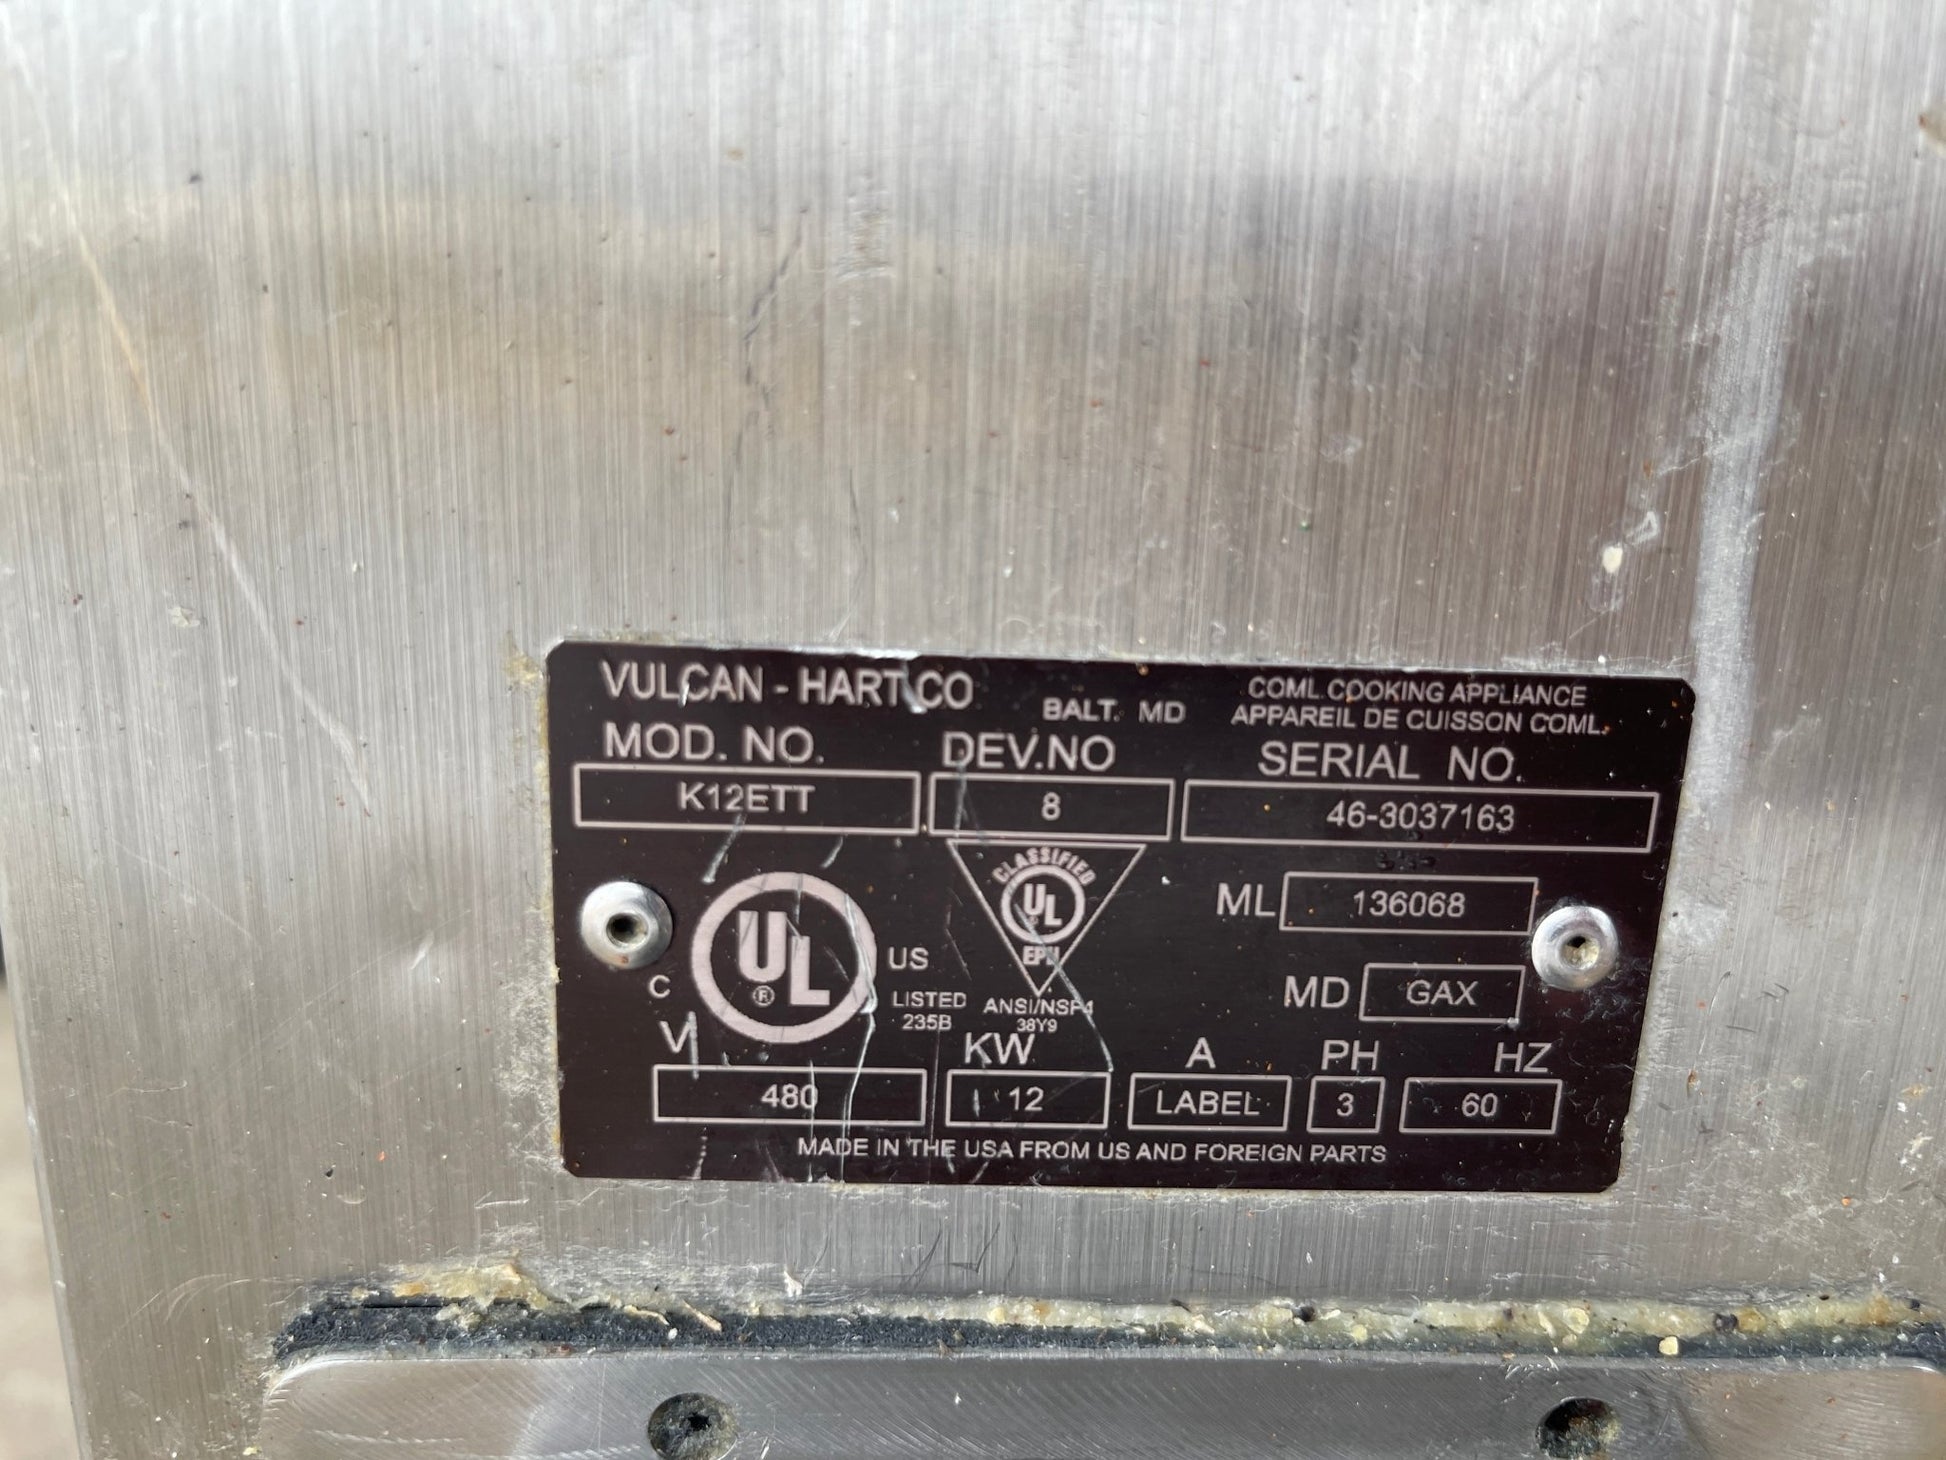 VULCAN - HART CO
BALT. MD
COML. COOKING APPLIANCE
APPAREIL DE CUISSON COML.
MOD. NO. DEV.NO SERIAL NO.
K12ETT 8 46-3037163
CLASSIFIED
UL
EPH
ANSI/NSF4
38Y9
C UL ® US
LISTED
235B
ML 136068
MD GAX
V KW A PH HZ
480 12 LABEL 3 60
MADE IN THE USA FROM US AND FOREIGN PARTS